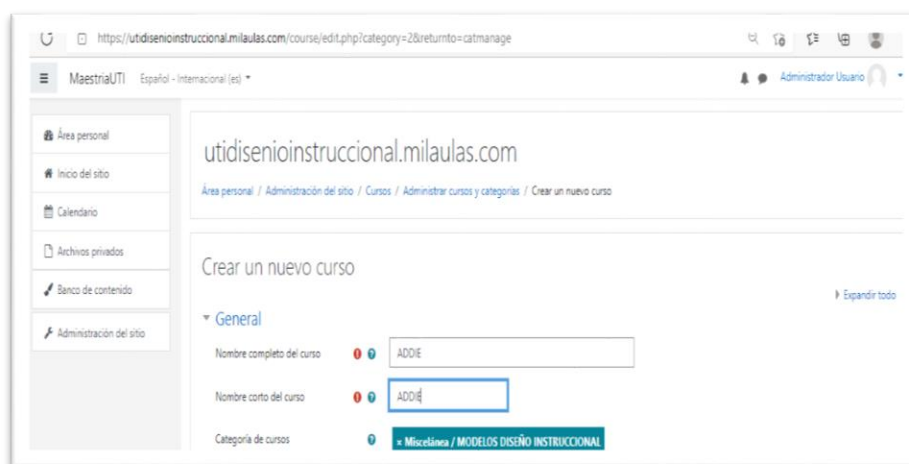 https://utidisenioinstruccional.milaulas.com/course/edit.php?category=2&returnto=catmanage
MaestriaUTI Español - Internacional (es)
Administrador Usuario
Área personal
Inicio del sitio
Calendario
Archivos privados
Banco de contenido
Administración del sitio
utidisenioinstruccional.milaulas.com
Área personal / Administración del sitio / Cursos / Administrar cursos y categorías / Crear un nuevo curso
Crear un nuevo curso
Expandir todo
General
Nombre completo del curso ADDIE
Nombre corto del curso ADDIE
Categoría de cursos × Miscelánea / MODELOS DISEÑO INSTRUCCIONAL